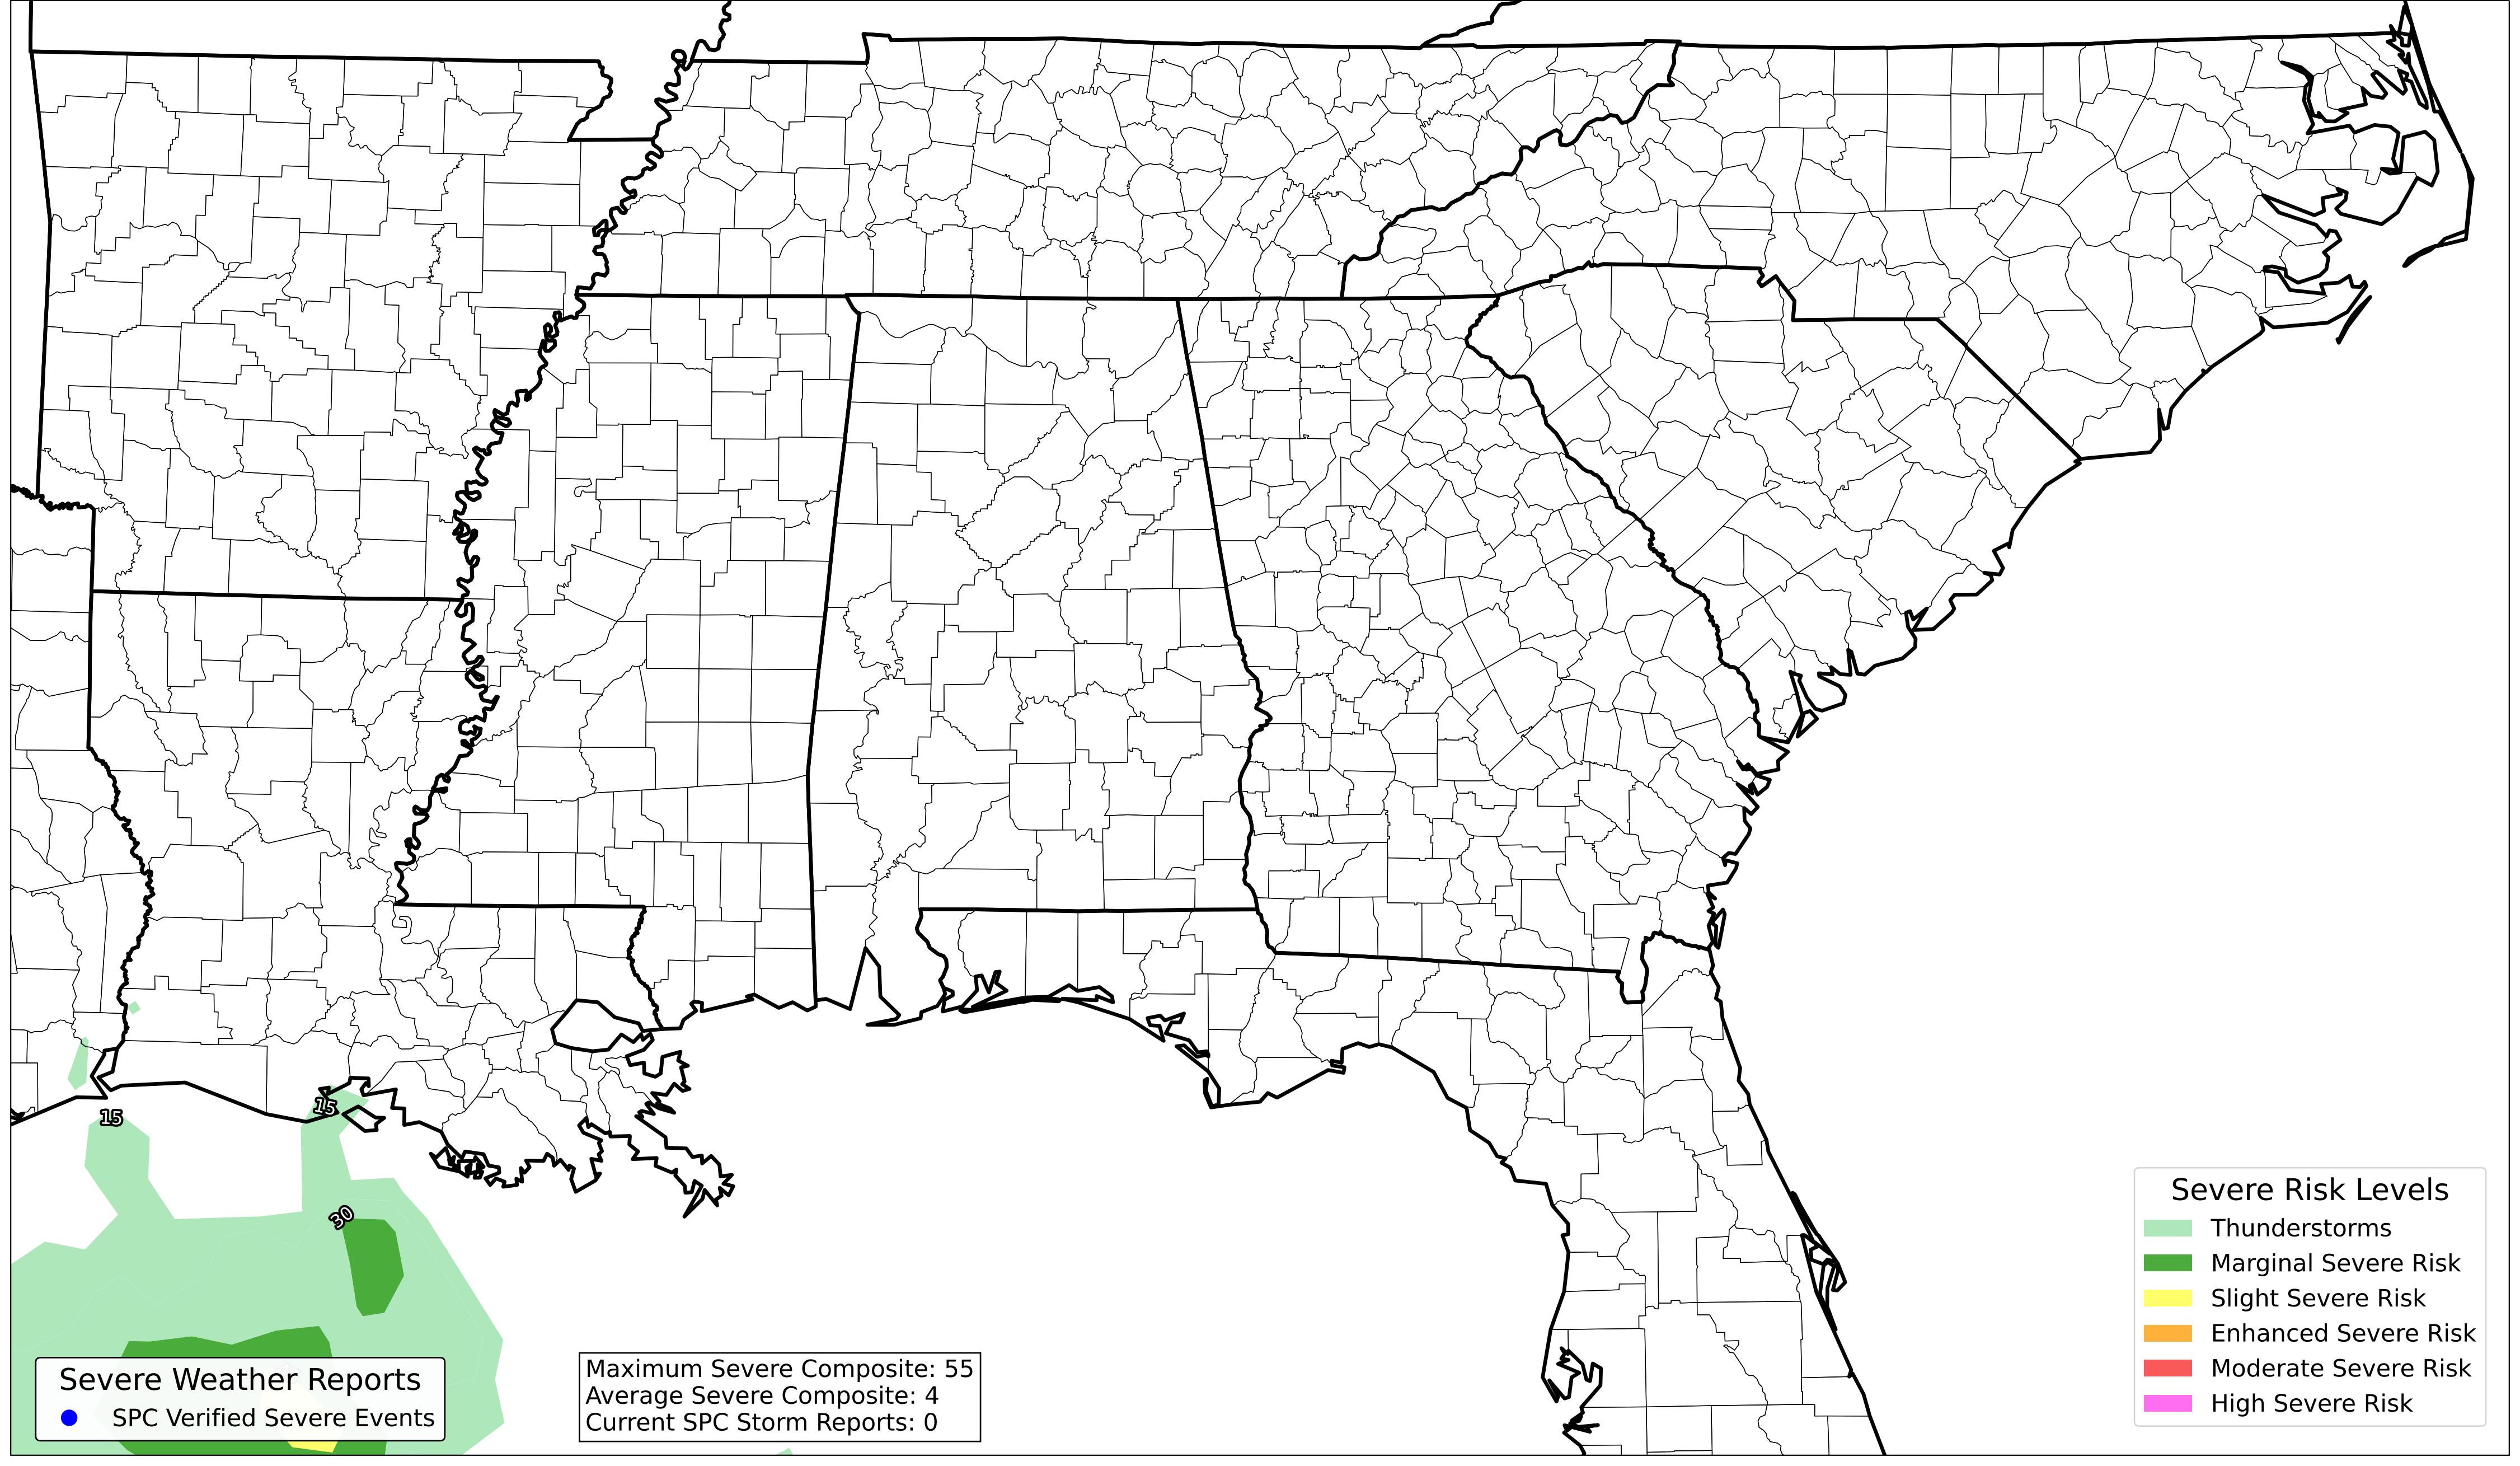 15
15
30
Severe Weather Reports
SPC Verified Severe Events
Maximum Severe Composite: 55
Average Severe Composite: 4
Current SPC Storm Reports: 0
Severe Risk Levels
Thunderstorms
Marginal Severe Risk
Slight Severe Risk
Enhanced Severe Risk
Moderate Severe Risk
High Severe Risk